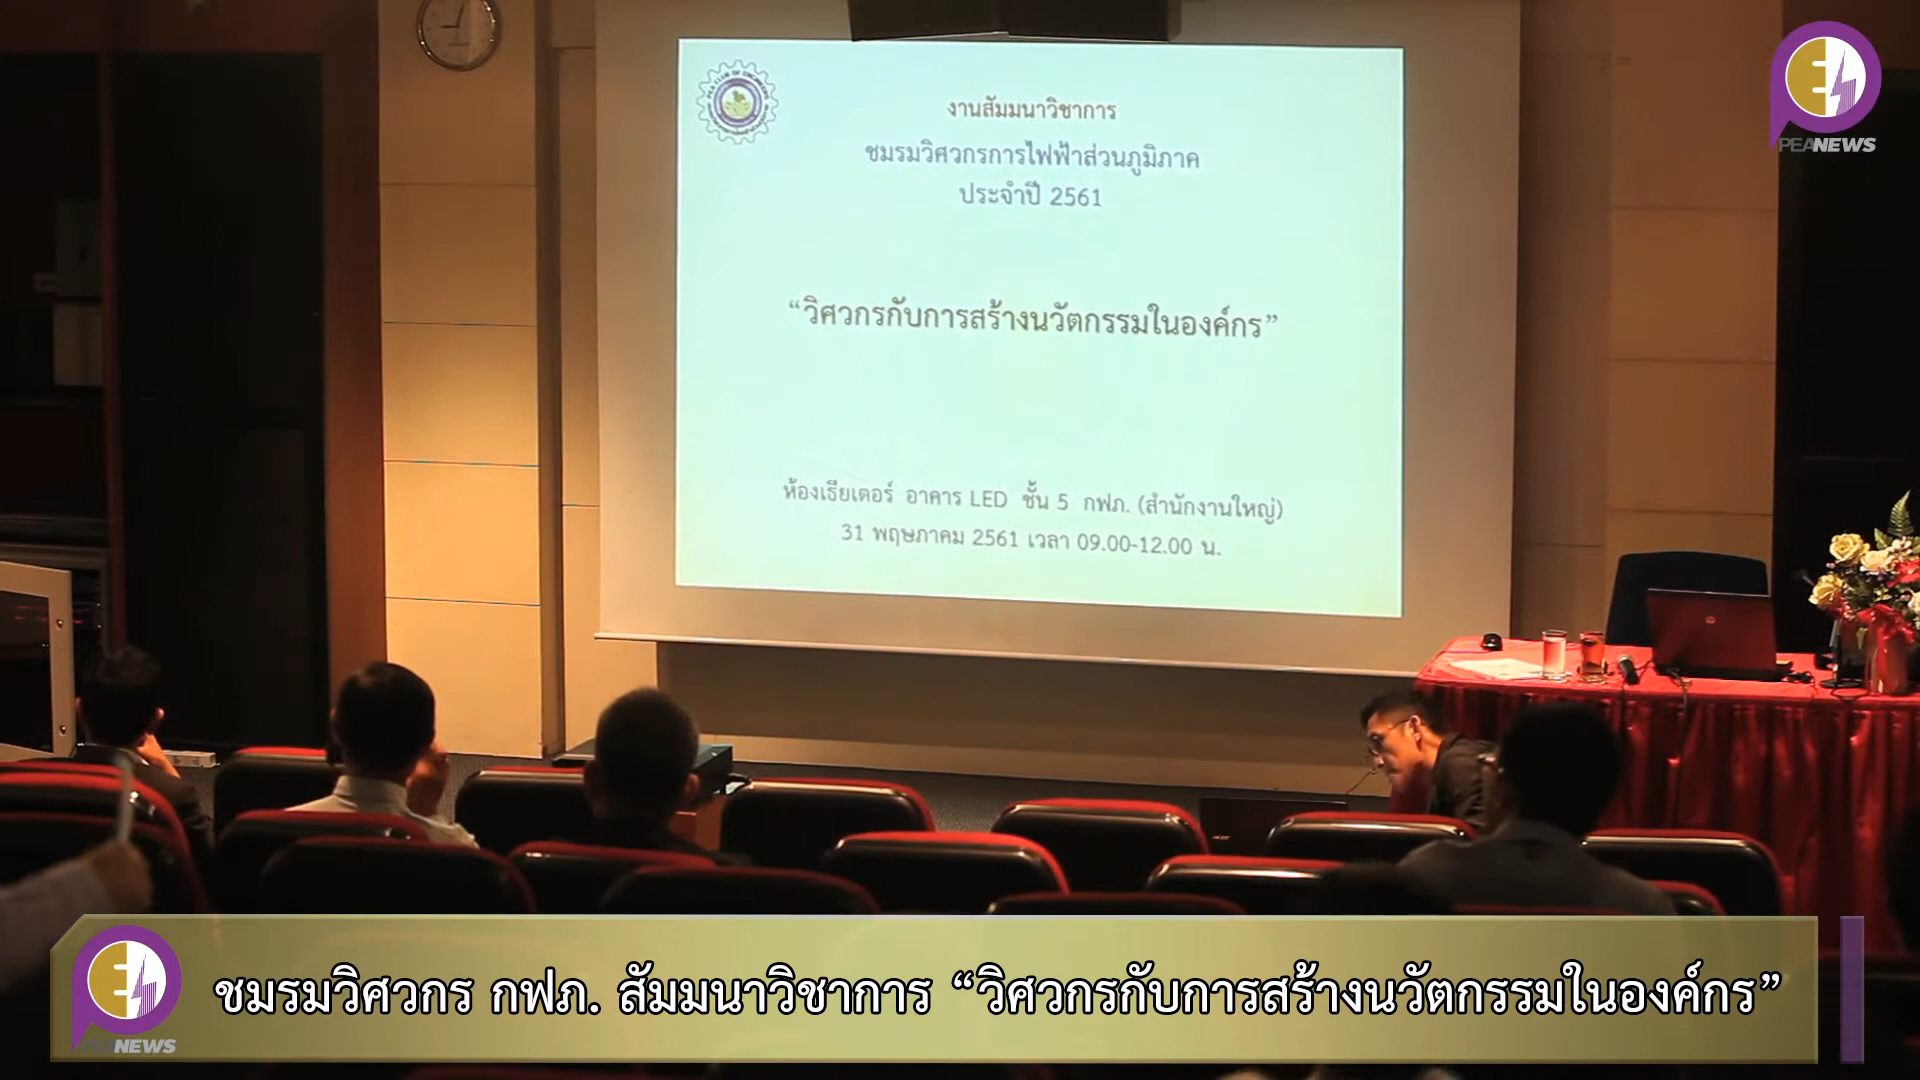 PEA CLUB OF ENGINEERS
งานสัมมนาวิชาการ
ชมรมวิศวกรการไฟฟ้าส่วนภูมิภาค
ประจำปี 2561
“วิศวกรกับการสร้างนวัตกรรมในองค์กร”
ห้องเธียเตอร์ อาคาร LED ชั้น 5 กฟภ. (สำนักงานใหญ่)
31 พฤษภาคม 2561 เวลา 09.00-12.00 น.
PEANEWS
ชมรมวิศวกร กฟภ. สัมมนาวิชาการ “วิศวกรกับการสร้างนวัตกรรมในองค์กร”
PEANEWS